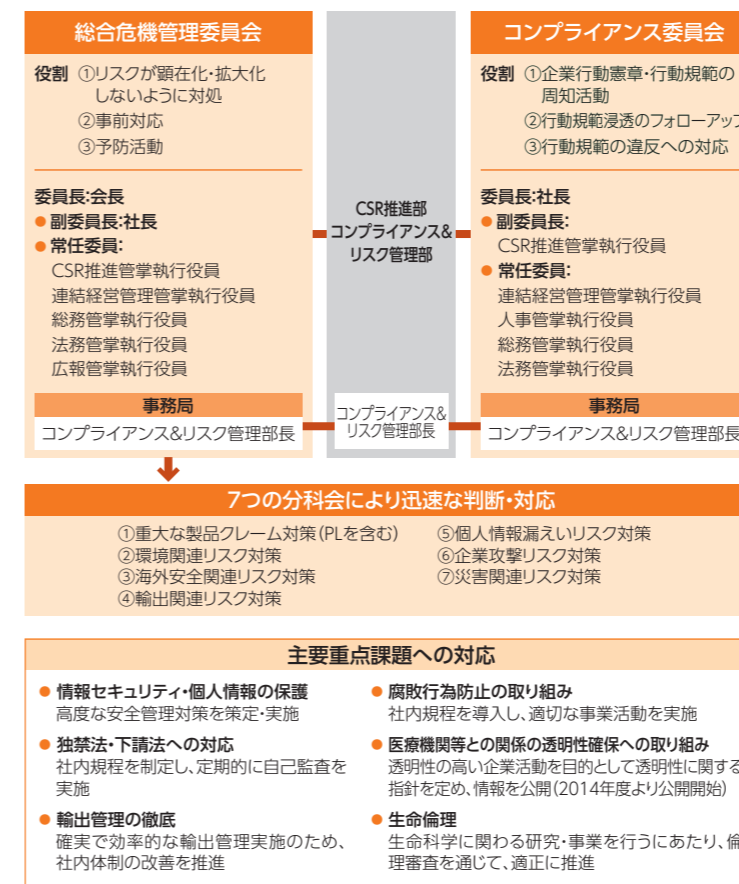 総合危機管理委員会
役割 ①リスクが顕在化・拡大化
しないように対処
②事前対応
③予防活動
委員長:会長
● 副委員長:社長
● 常任委員:
CSR推進管掌執行役員
連結経営管理管掌執行役員
総務管掌執行役員
法務管掌執行役員
広報管掌執行役員
事務局
コンプライアンス&リスク管理部長
CSR推進部
コンプライアンス&
リスク管理部
コンプライアンス&
リスク管理部長
コンプライアンス委員会
役割 ①企業行動憲章・行動規範の
周知活動
②行動規範浸透のフォローアップ
③行動規範の違反への対応
委員長:社長
● 副委員長:
CSR推進管掌執行役員
● 常任委員:
連結経営管理管掌執行役員
人事管掌執行役員
総務管掌執行役員
法務管掌執行役員
事務局
コンプライアンス&リスク管理部長
7つの分科会により迅速な判断・対応
①重大な製品クレーム対策(PLを含む)
②環境関連リスク対策
③海外安全関連リスク対策
④輸出関連リスク対策
⑤個人情報漏えいリスク対策
⑥企業攻撃リスク対策
⑦災害関連リスク対策
主要重点課題への対応
● 情報セキュリティ・個人情報の保護
高度な安全管理対策を策定・実施
● 独禁法・下請法への対応
社内規程を制定し、定期的に自己監査を
実施
● 輸出管理の徹底
確実で効率的な輸出管理実施のため、
社内体制の改善を推進
● 腐敗行為防止の取り組み
社内規程を導入し、適切な事業活動を実施
● 医療機関等との関係の透明性確保への取り組み
透明性の高い企業活動を目的として透明性に関する
指針を定め、情報を公開(2014年度より公開開始)
● 生命倫理
生命科学に関わる研究・事業を行うにあたり、倫
理審査を通じて、適正に推進